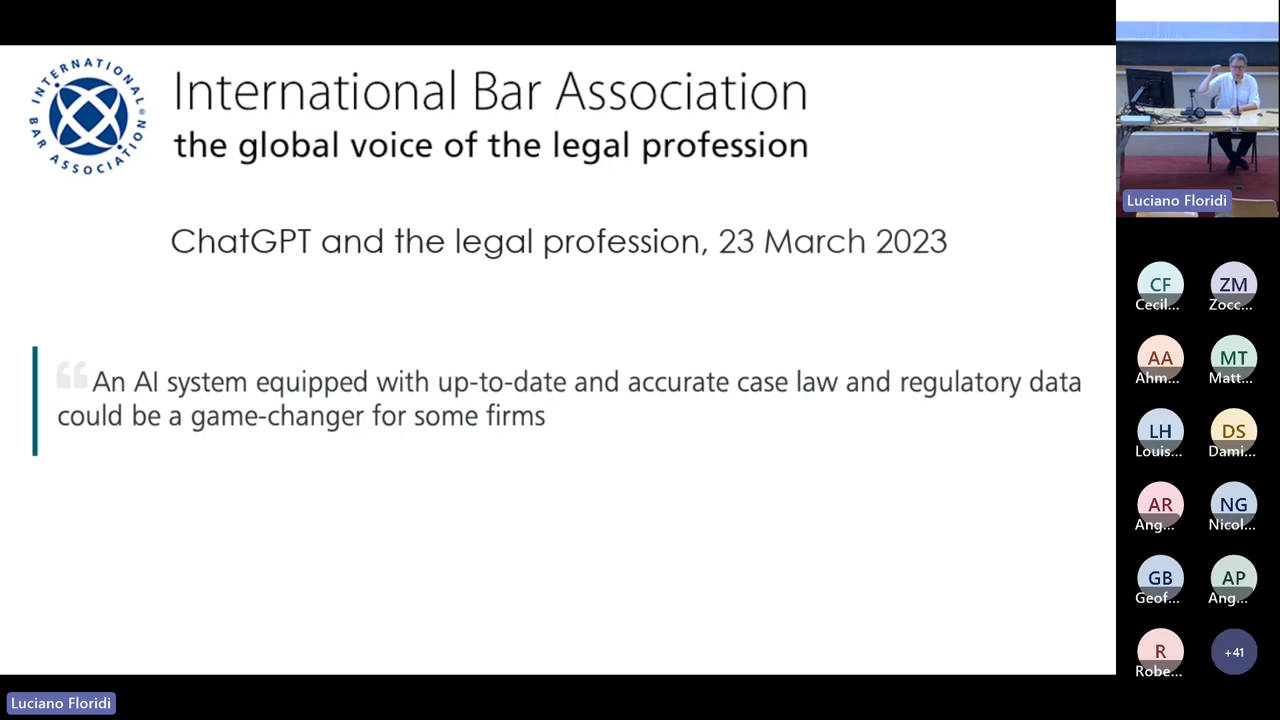 INTERNATIONAL BAR ASSOCIATION
International Bar Association
the global voice of the legal profession
ChatGPT and the legal profession, 23 March 2023
“An AI system equipped with up-to-date and accurate case law and regulatory data
could be a game-changer for some firms
Luciano Floridi
CF
Cecil...
ZM
Zocc...
AA
Ahm...
MT
Matt...
LH
Louis...
DS
Dami...
AR
Ang...
NG
Nicol...
GB
Geof...
AP
Ang...
R
Robe...
+41
Luciano Floridi